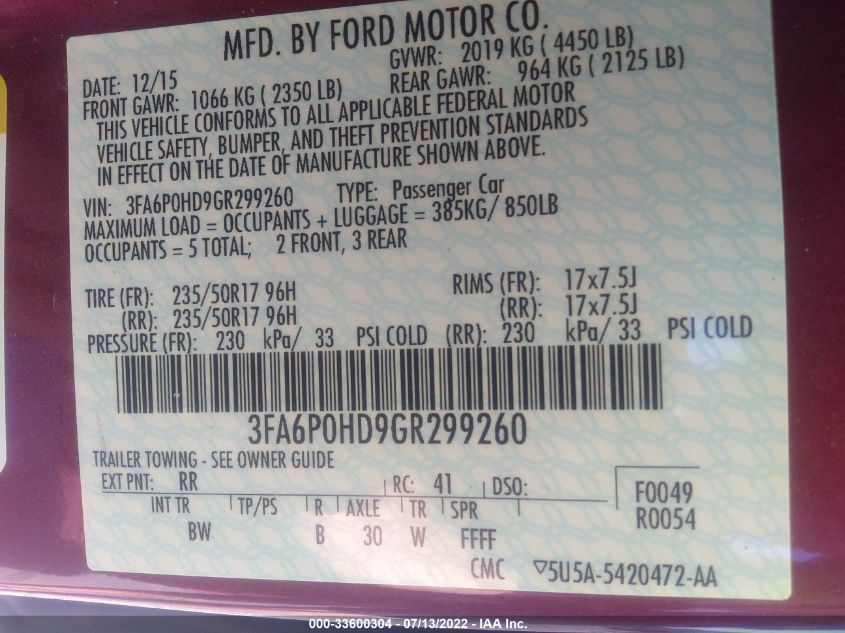 MFD. BY FORD MOTOR CO.
DATE: 12/15 GVWR: 2019 KG ( 4450 LB)
FRONT GAWR: 1066 KG ( 2350 LB) REAR GAWR: 964 KG ( 2125 LB)
THIS VEHICLE CONFORMS TO ALL APPLICABLE FEDERAL MOTOR
VEHICLE SAFETY, BUMPER, AND THEFT PREVENTION STANDARDS
IN EFFECT ON THE DATE OF MANUFACTURE SHOWN ABOVE.
VIN: 3FA6P0HD9GR299260 TYPE: Passenger Car
MAXIMUM LOAD = OCCUPANTS + LUGGAGE = 385KG/ 850LB
OCCUPANTS = 5 TOTAL; 2 FRONT, 3 REAR
TIRE (FR): 235/50R17 96H RIMS (FR): 17x7.5J
(RR): 235/50R17 96H (RR): 17x7.5J
PRESSURE (FR): 230 kPa/ 33 PSI COLD (RR): 230 kPa/ 33 PSI COLD
3FA6P0HD9GR299260
TRAILER TOWING - SEE OWNER GUIDE
EXT PNT: RR RC: 41 DSO:
INT TR TP/PS R AXLE TR SPR
BW B 30 W FFFF
F0049
R0054
CMC ▽5U5A-5420472-AA
000-33600304 - 07/13/2022 - IAA Inc.